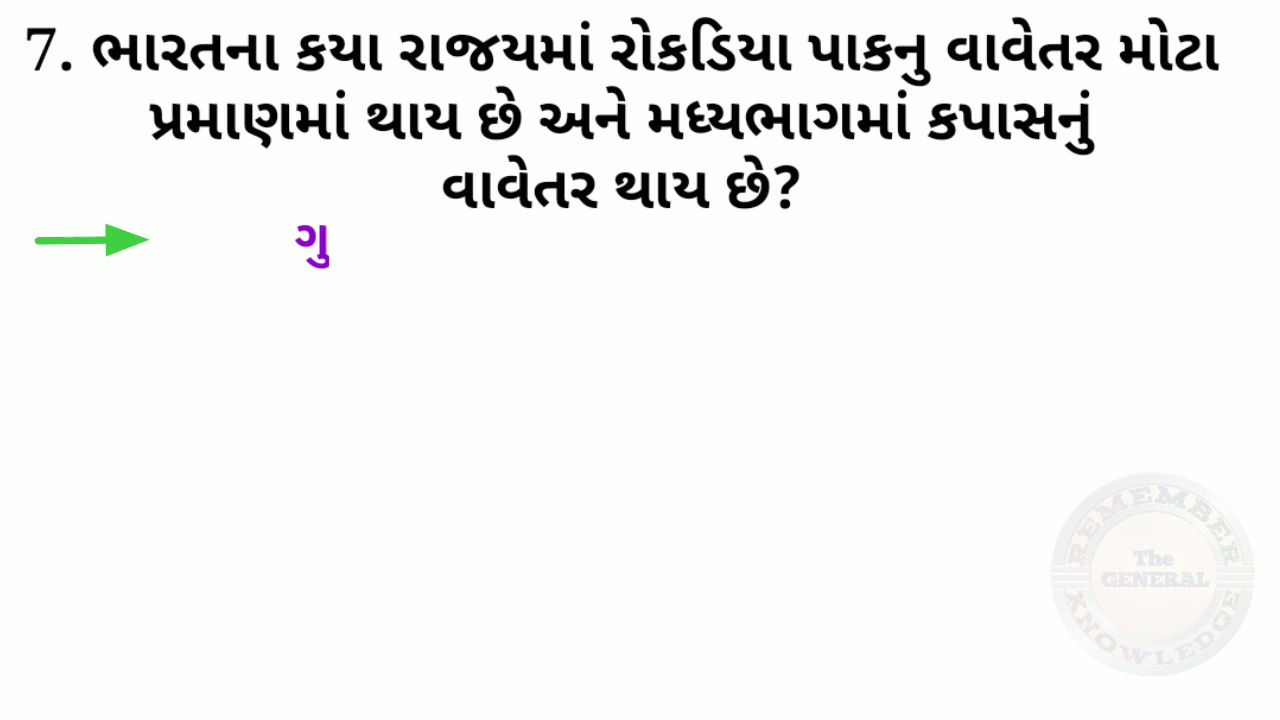 7. ભારતના કયા રાજયમાં રોકડિયા પાકનુ વાવેતર મોટા
પ્રમાણમાં થાય છે અને મધ્યભાગમાં કપાસનું
વાવેતર થાય છે?
ગુ
REMEMBER
The
GENERAL
KNOWLEDGE